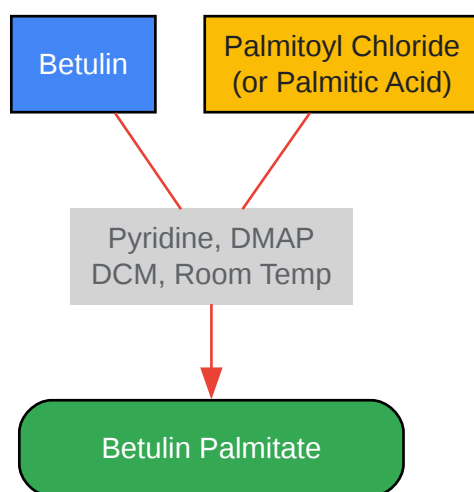 Betulin
Palmitoyl Chloride
(or Palmitic Acid)
Pyridine, DMAP
DCM, Room Temp
Betulin Palmitate